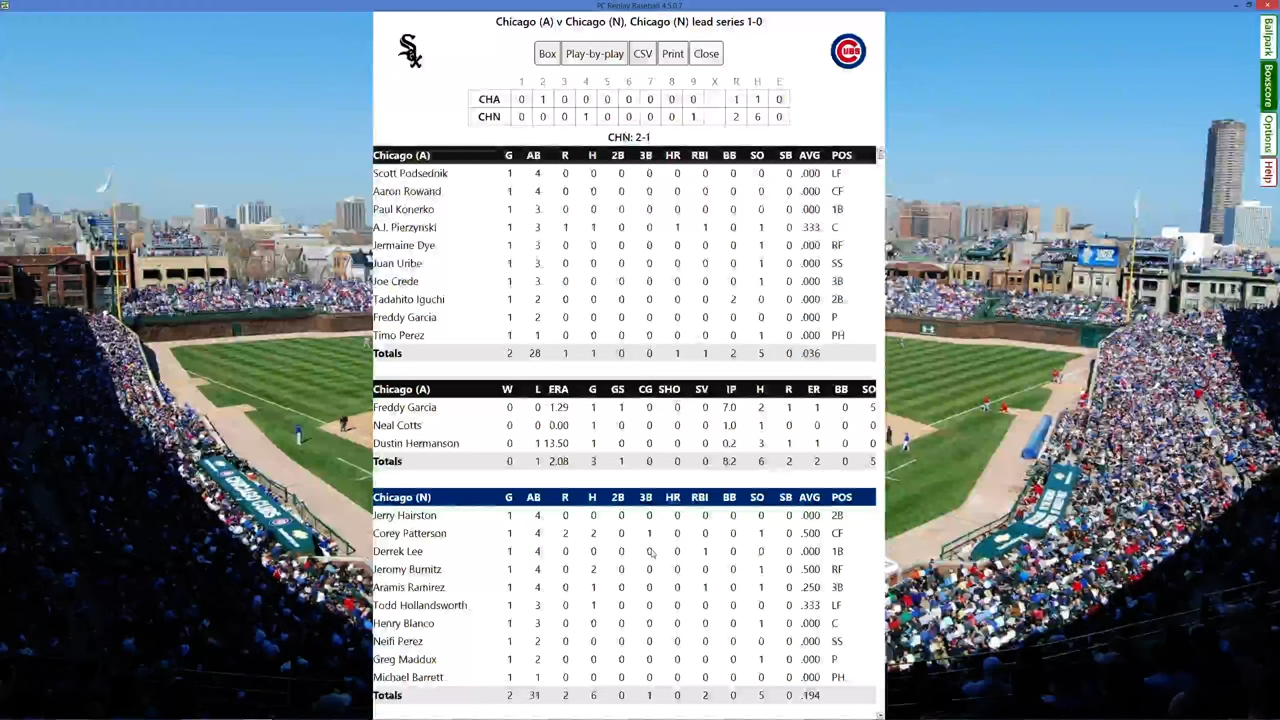 PC Replay Baseball 4.5.0.7
Chicago (A) v Chicago (N), Chicago (N) lead series 1-0
Box Play-by-play CSV Print Close
CUBS
1 2 3 4 5 6 7 8 9 X R H E
CHA 0 1 0 0 0 0 0 0 0 1 1 0
CHN 0 0 0 1 0 0 0 0 1 2 6 0
CHN: 2-1
Chicago (A) G AB R H 2B 3B HR RBI BB SO SB AVG POS
Scott Podsednik 1 4 0 0 0 0 0 0 0 0 0 .000 LF
Aaron Rowand 1 4 0 0 0 0 0 0 0 0 0 .000 CF
Paul Konerko 1 3 0 0 0 0 0 0 0 0 0 .000 1B
A.J. Pierzynski 1 3 1 1 0 0 1 1 0 1 0 .333 C
Jermaine Dye 1 3 0 0 0 0 0 0 0 1 0 .000 RF
Juan Uribe 1 3 0 0 0 0 0 0 0 1 0 .000 SS
Joe Crede 1 3 0 0 0 0 0 0 0 1 0 .000 3B
Tadahito Iguchi 1 2 0 0 0 0 0 0 2 0 0 .000 2B
Freddy Garcia 1 2 0 0 0 0 0 0 0 0 0 .000 P
Timo Perez 1 1 0 0 0 0 0 0 0 1 0 .000 PH
Totals 2 28 1 1 0 0 1 1 2 5 0 .036
Chicago (A) W L ERA G GS CG SHO SV IP H R ER BB SO
Freddy Garcia 0 0 1.29 1 1 0 0 0 7.0 2 1 1 0 5
Neal Cotts 0 0 0.00 1 0 0 0 0 1.0 1 0 0 0 0
Dustin Hermanson 0 1 13.50 1 0 0 0 0 0.2 3 1 1 0 0
Totals 0 1 2.08 3 1 0 0 0 8.2 6 2 2 0 5
Chicago (N) G AB R H 2B 3B HR RBI BB SO SB AVG POS
Jerry Hairston 1 4 0 0 0 0 0 0 0 0 0 .000 2B
Corey Patterson 1 4 2 2 0 1 0 0 0 1 0 .500 CF
Derrek Lee 1 4 0 0 0 0 0 1 0 0 0 .000 1B
Jeromy Burnitz 1 4 0 2 0 0 0 0 0 1 0 .500 RF
Aramis Ramirez 1 4 0 1 0 0 0 1 0 1 0 .250 3B
Todd Hollandsworth 1 3 0 1 0 0 0 0 0 0 0 .333 LF
Henry Blanco 1 3 0 0 0 0 0 0 0 1 0 .000 C
Neifi Perez 1 2 0 0 0 0 0 0 0 0 0 .000 SS
Greg Maddux 1 2 0 0 0 0 0 0 0 1 0 .000 P
Michael Barrett 1 1 0 0 0 0 0 0 0 0 0 .000 PH
Totals 2 31 2 6 0 1 0 2 0 5 0 .194
Ballpark
Boxscore
Options
Help